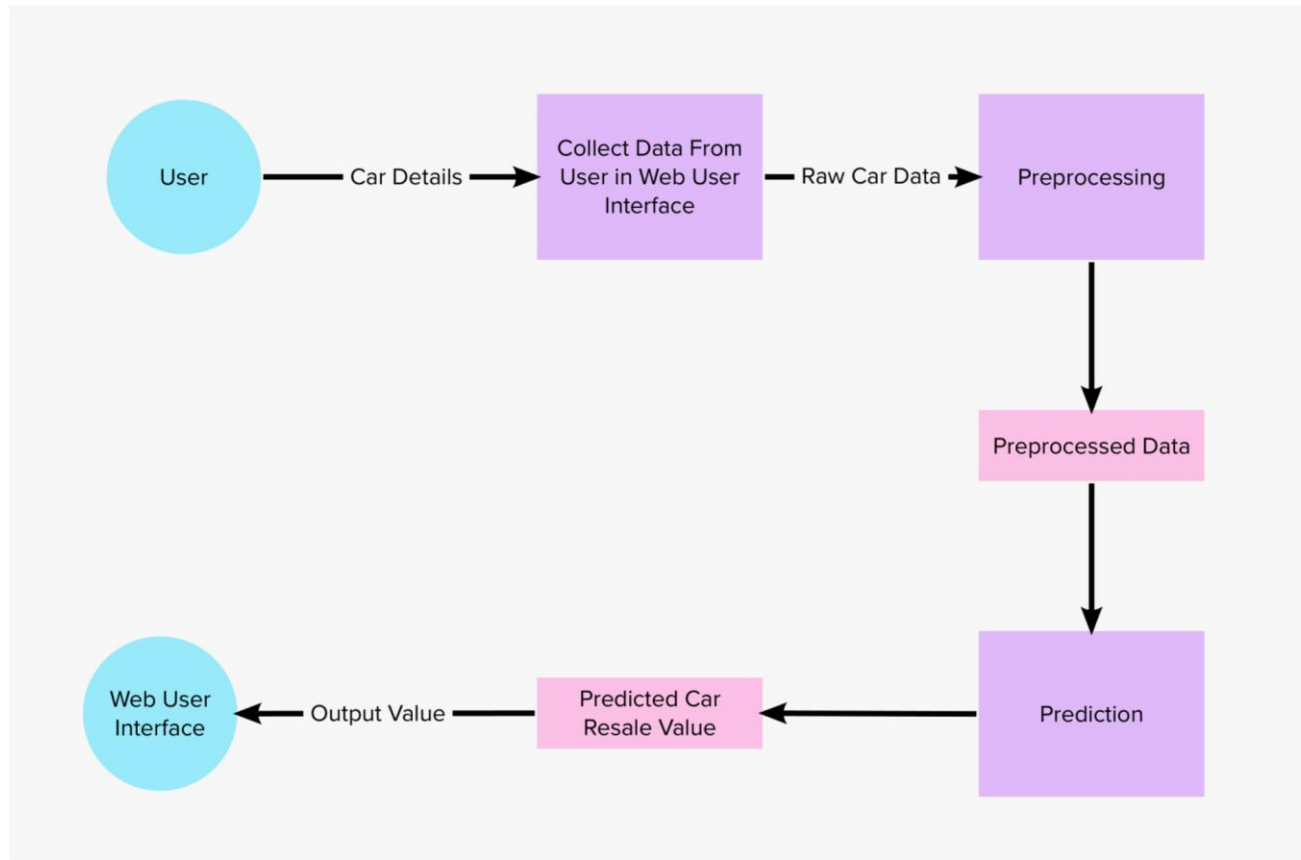 User
Car Details
Collect Data From
User in Web User
Interface
Raw Car Data
Preprocessing
Preprocessed Data
Prediction
Predicted Car
Resale Value
Output Value
Web User
Interface